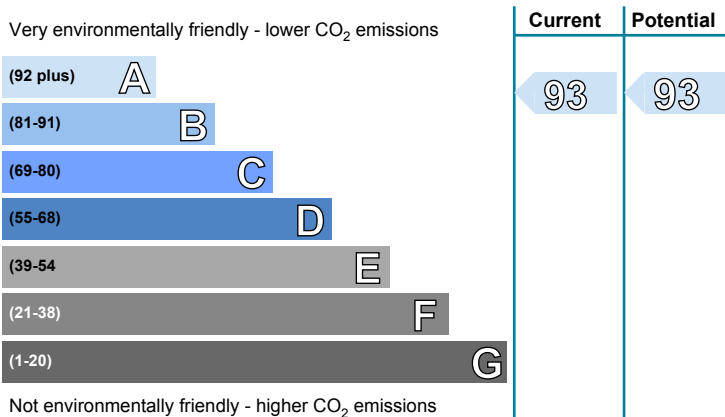 Current Potential
Very environmentally friendly - lower CO2 emissions
(92 plus) A
93 93
(81-91) B
(69-80) C
(55-68) D
(39-54 E
(21-38) F
(1-20) G
Not environmentally friendly - higher CO2 emissions